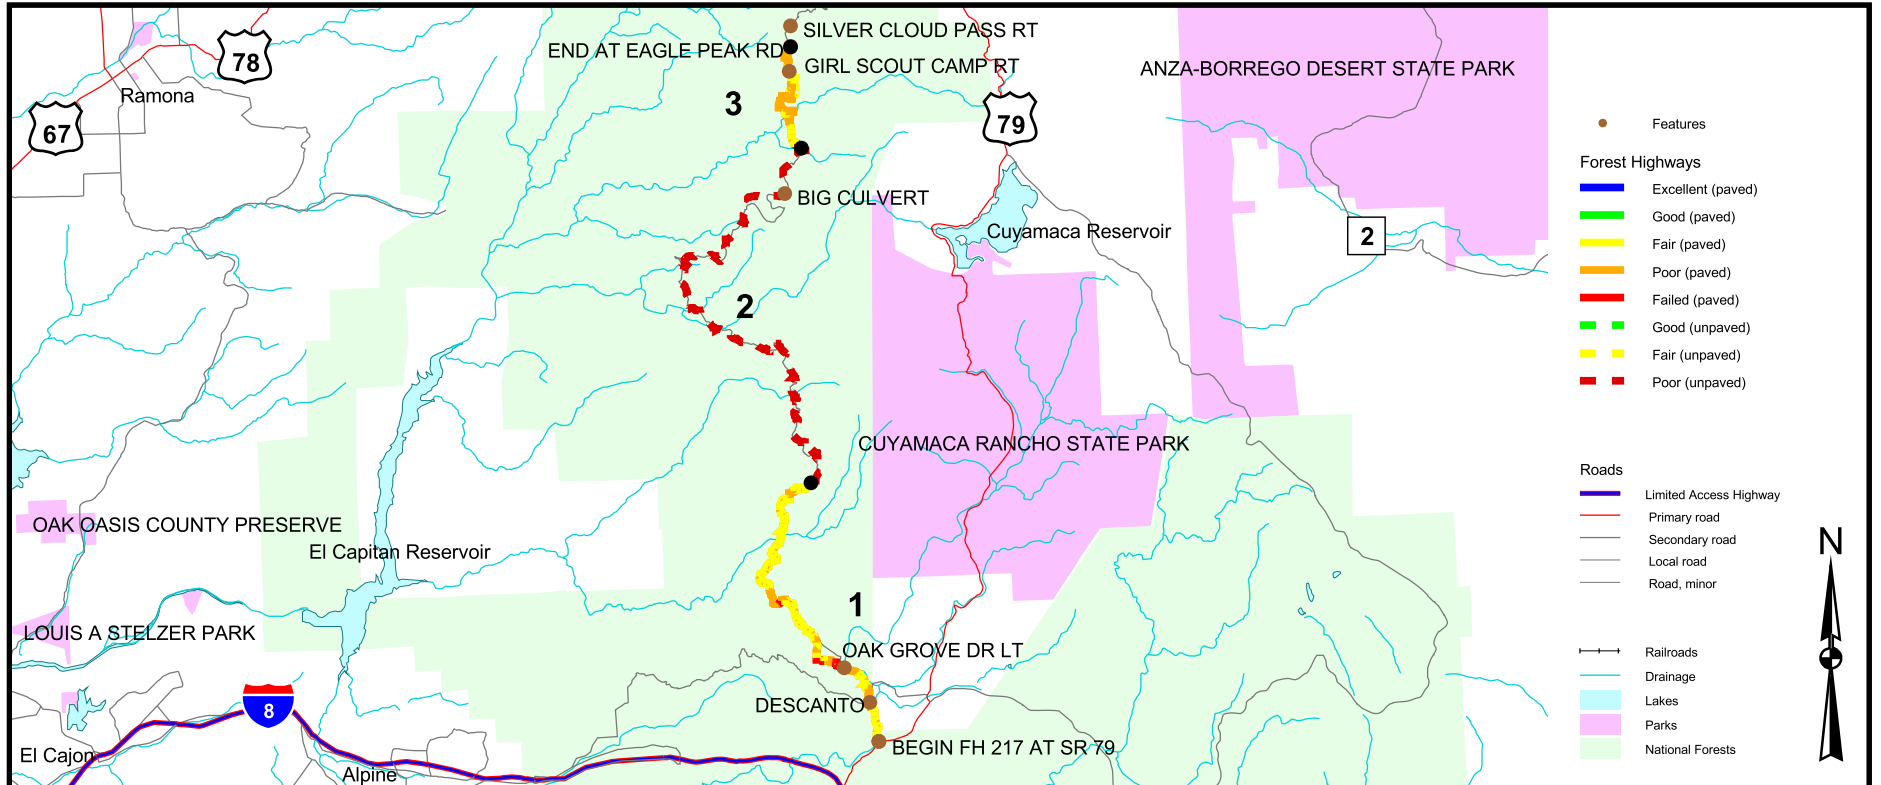 SILVER CLOUD PASS RT
END AT EAGLE PEAK RD
GIRL SCOUT CAMP RT
ANZA-BORREGO DESERT STATE PARK
78
Ramona
67
3
79
BIG CULVERT
Cuyamaca Reservoir
2
2
CUYAMACA RANCHO STATE PARK
OAK OASIS COUNTY PRESERVE
El Capitan Reservoir
1
LOUIS A STELZER PARK
OAK GROVE DR LT
DESCANTO
8
BEGIN FH 217 AT SR 79
El Cajon
Alpine
Features
Forest Highways
Excellent (paved)
Good (paved)
Fair (paved)
Poor (paved)
Failed (paved)
Good (unpaved)
Fair (unpaved)
Poor (unpaved)
Roads
Limited Access Highway
Primary road
Secondary road
Local road
Road, minor
Railroads
Drainage
Lakes
Parks
National Forests
N